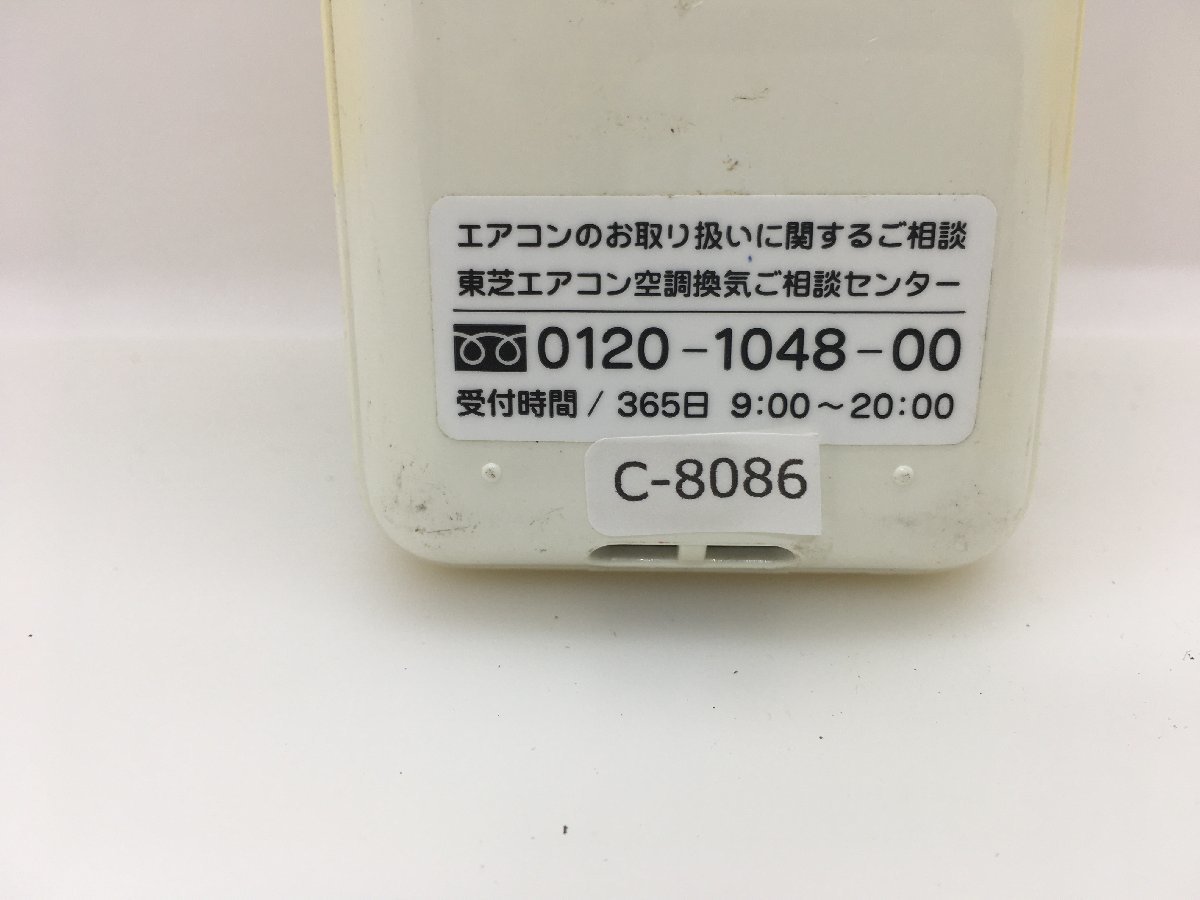 エアコンのお取り扱いに関するご相談
東芝エアコン空調換気ご相談センター
0120-1048-00
受付時間/365日 9:00~20:00
C-8086